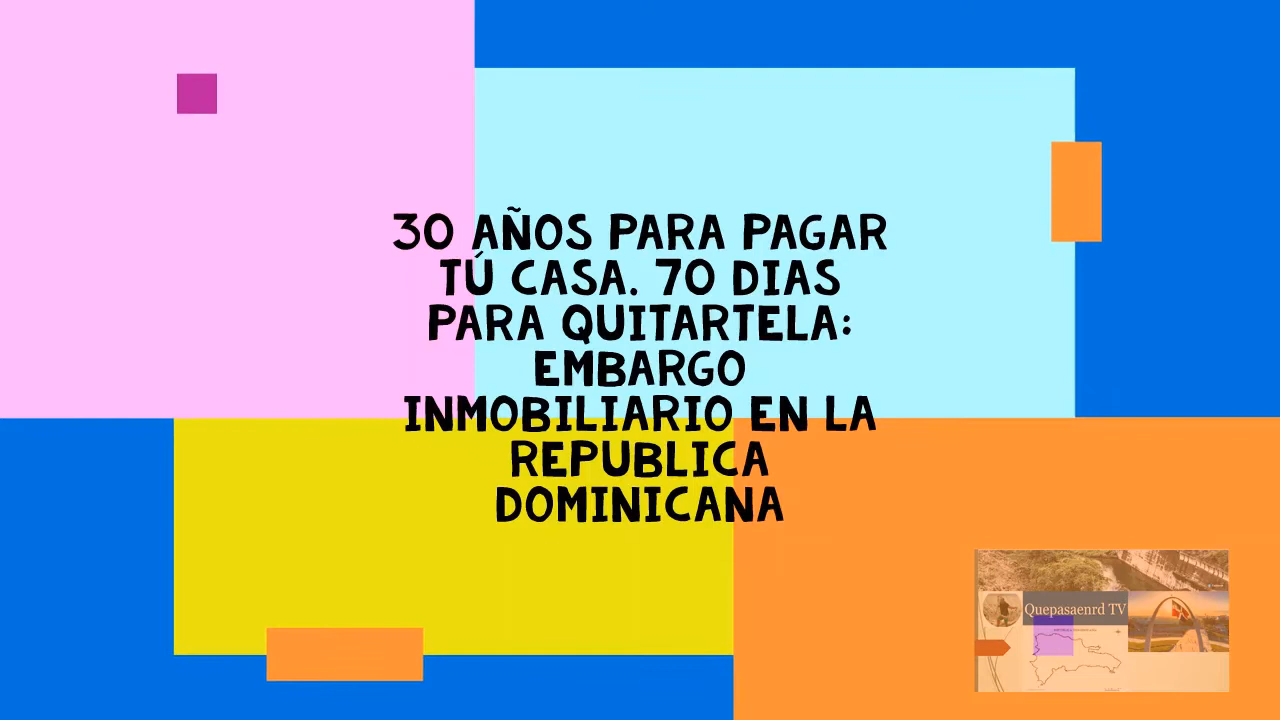 30 AÑOS PARA PAGAR
TÚ CASA. 70 DIAS
PARA QUITARTELA:
EMBARGO
INMOBILIARIO EN LA
REPUBLICA
DOMINICANA
Quepasaenrd TV